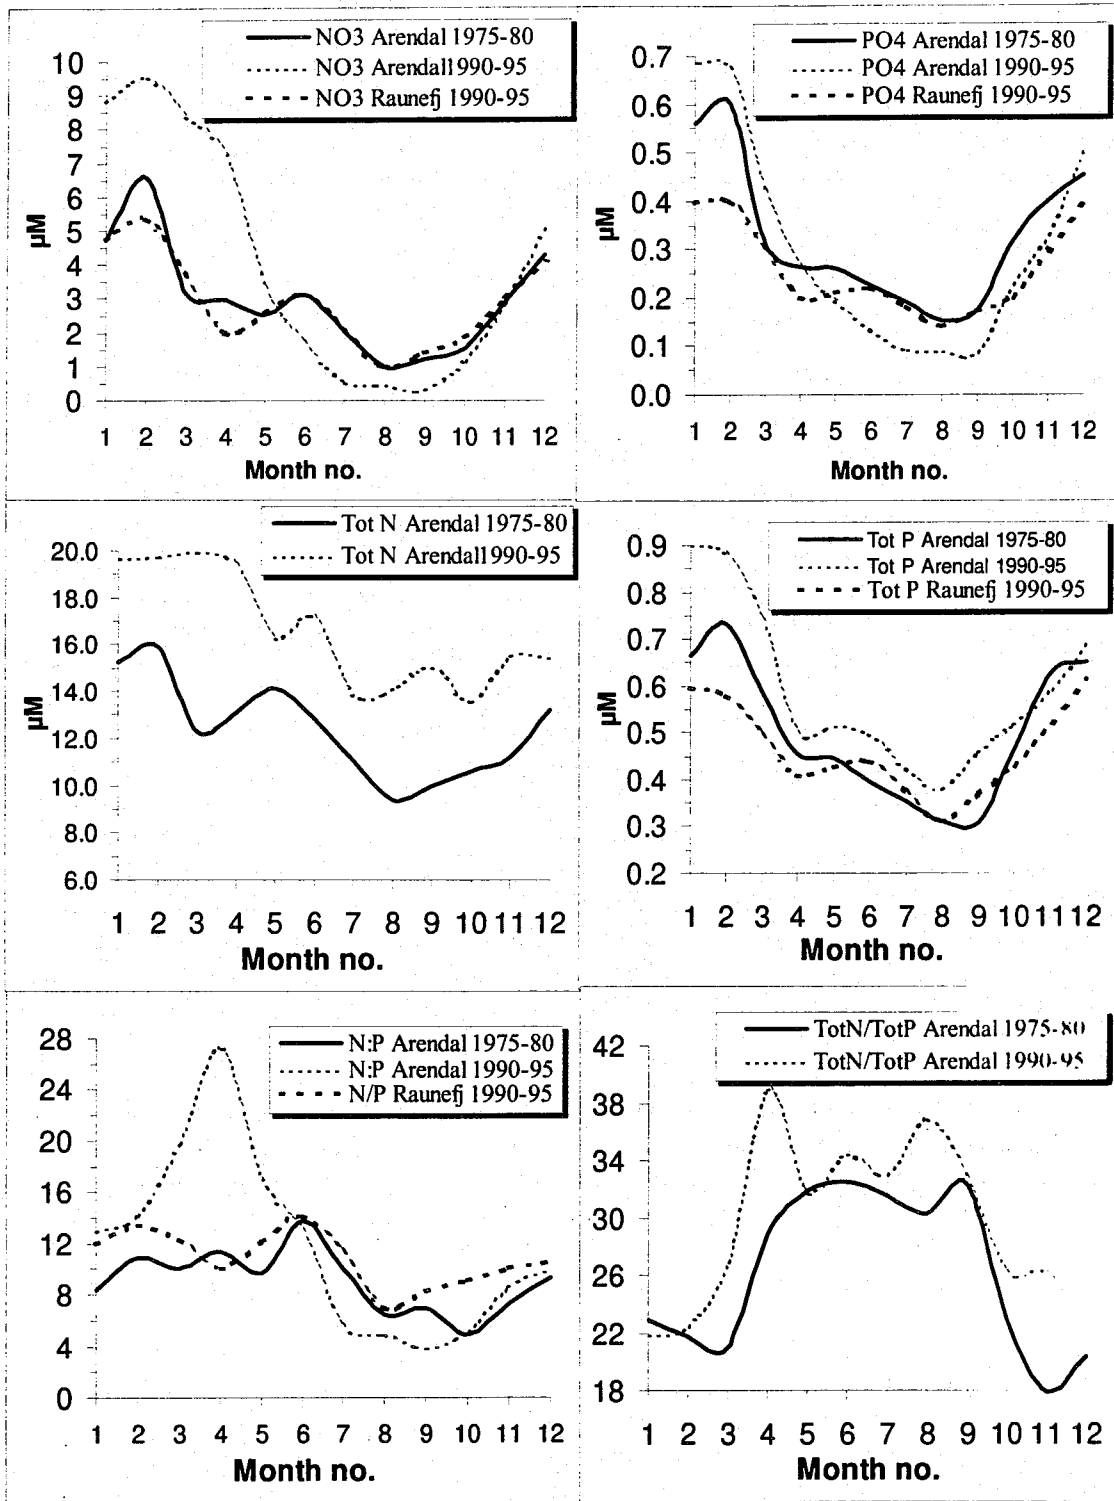 NO3 Arendal 1975-80
NO3 Arendall1990-95
NO3 Raunefj 1990-95
10
9
8
7
6
5
4
3
2
1
0
µM
1 2 3 4 5 6 7 8 9 10 11 12
Month no.
PO4 Arendal 1975-80
PO4 Arendal 1990-95
PO4 Raunefj 1990-95
0.7
0.6
0.5
0.4
0.3
0.2
0.1
0.0
µM
1 2 3 4 5 6 7 8 9 10 11 12
Month no.
Tot N Arendal 1975-80
Tot N Arendall1990-95
20.0
18.0
16.0
14.0
12.0
10.0
8.0
6.0
µM
1 2 3 4 5 6 7 8 9 10 11 12
Month no.
Tot P Arendal 1975-80
Tot P Arendal 1990-95
Tot P Raunefj 1990-95
0.9
0.8
0.7
0.6
0.5
0.4
0.3
0.2
µM
1 2 3 4 5 6 7 8 9 10 11 12
Month no.
N:P Arendal 1975-80
N:P Arendal 1990-95
N/P Raunefj 1990-95
28
24
20
16
12
8
4
0
1 2 3 4 5 6 7 8 9 10 11 12
Month no.
TotN/TotP Arendal 1975-80
TotN/TotP Arendal 1990-95
42
38
34
30
26
22
18
1 2 3 4 5 6 7 8 9 10 11 12
Month no.